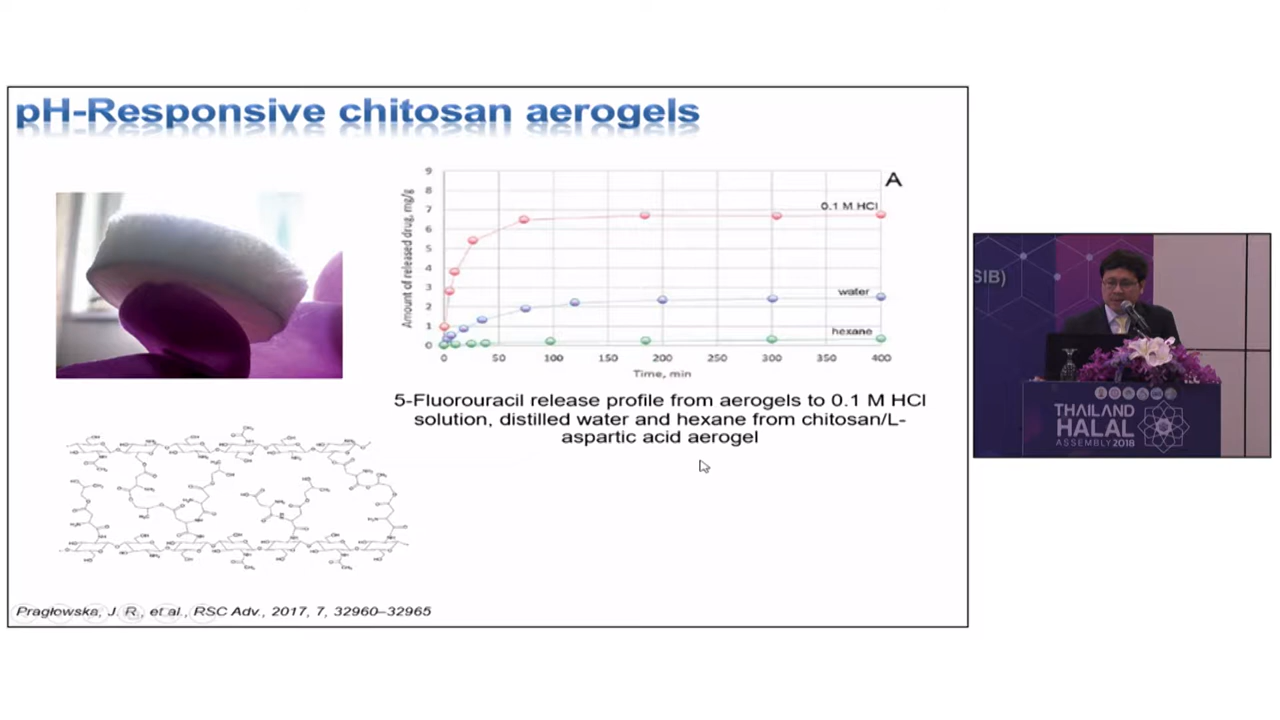 pH-Responsive chitosan aerogels
A
Amount of released drug, mg/g
9
8
7
6
5
4
3
2
1
0
0.1 M HCl
water
hexane
0 50 100 150 200 250 300 350 400
Time, min
5-Fluorouracil release profile from aerogels to 0.1 M HCl
solution, distilled water and hexane from chitosan/L-
aspartic acid aerogel
Pragłowska, J. R., et al., RSC Adv., 2017, 7, 32960–32965
SIB)
THAILAND
HALAL
ASSEMBLY 2018